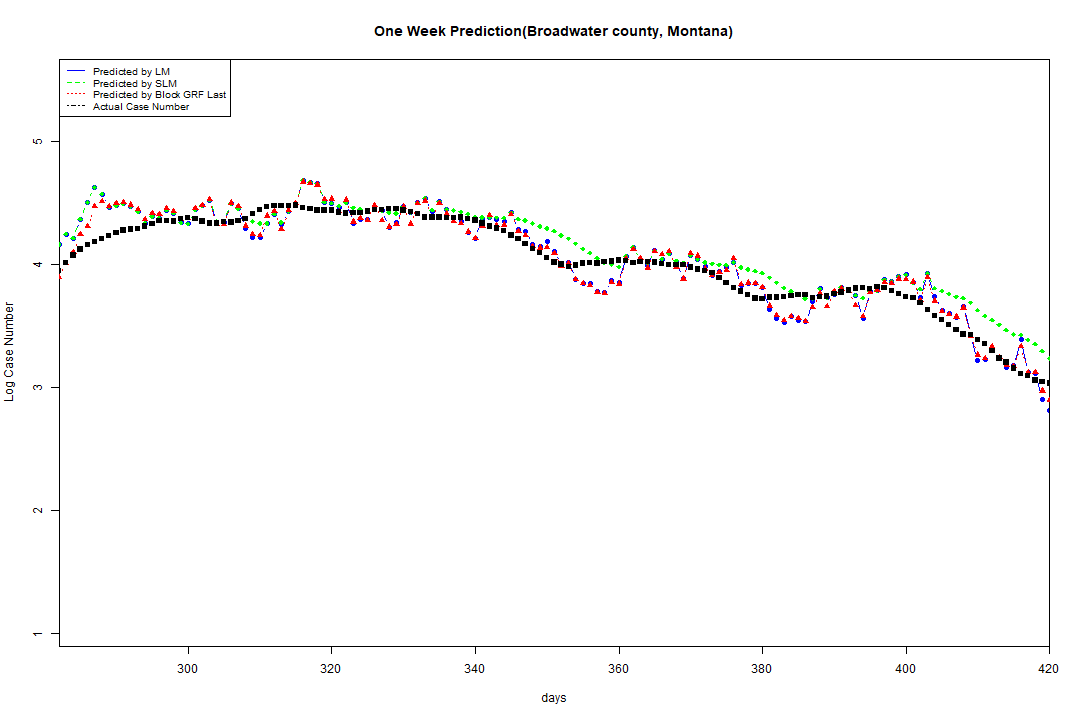 One Week Prediction(Broadwater county, Montana)
Predicted by LM
Predicted by SLM
Predicted by Block GRF Last
Actual Case Number
5
4
3
2
1
Log Case Number
300 320 340 360 380 400 420
days